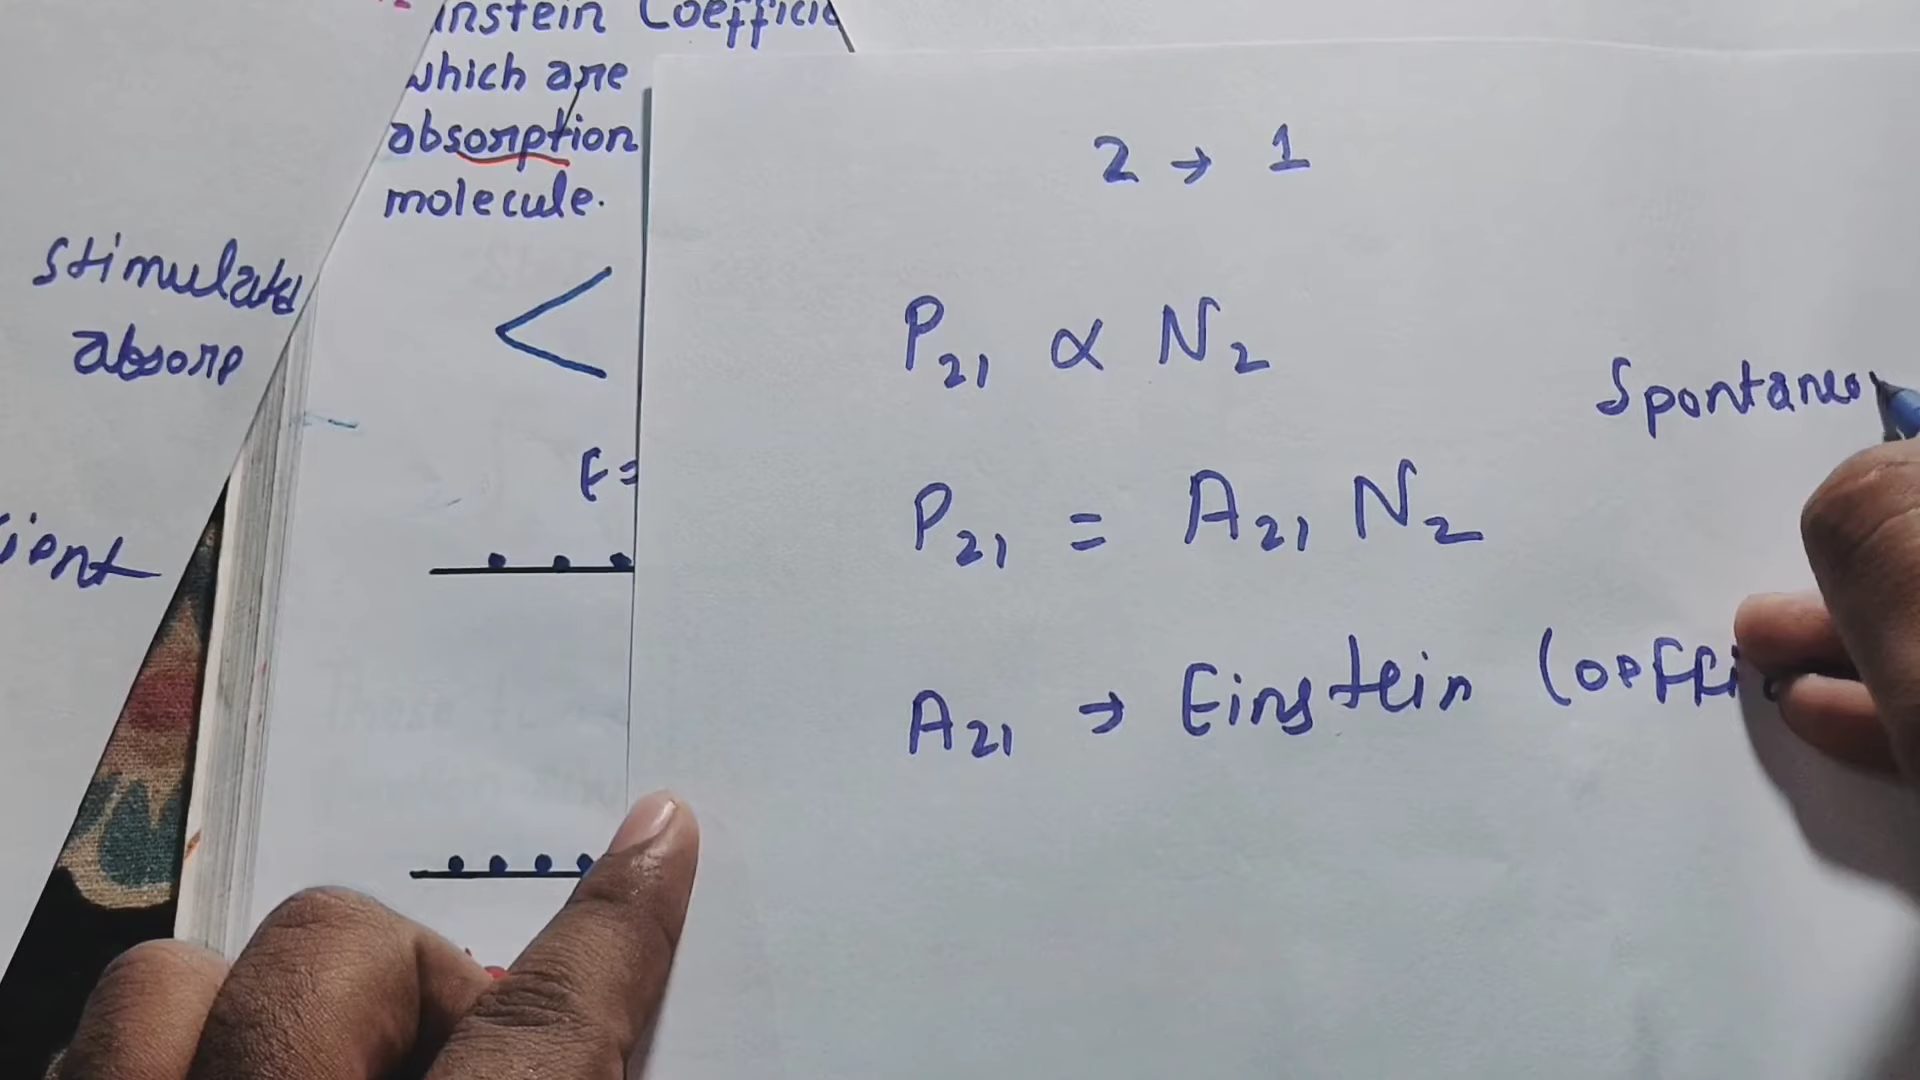 instein Coeffici
which are
absorption
molecule.
Stimulated
absorp
cient
E=
2 → 1
P21 ∝ N2
Spontaneo
P21 = A21 N2
A21 → Einstein Coeffi